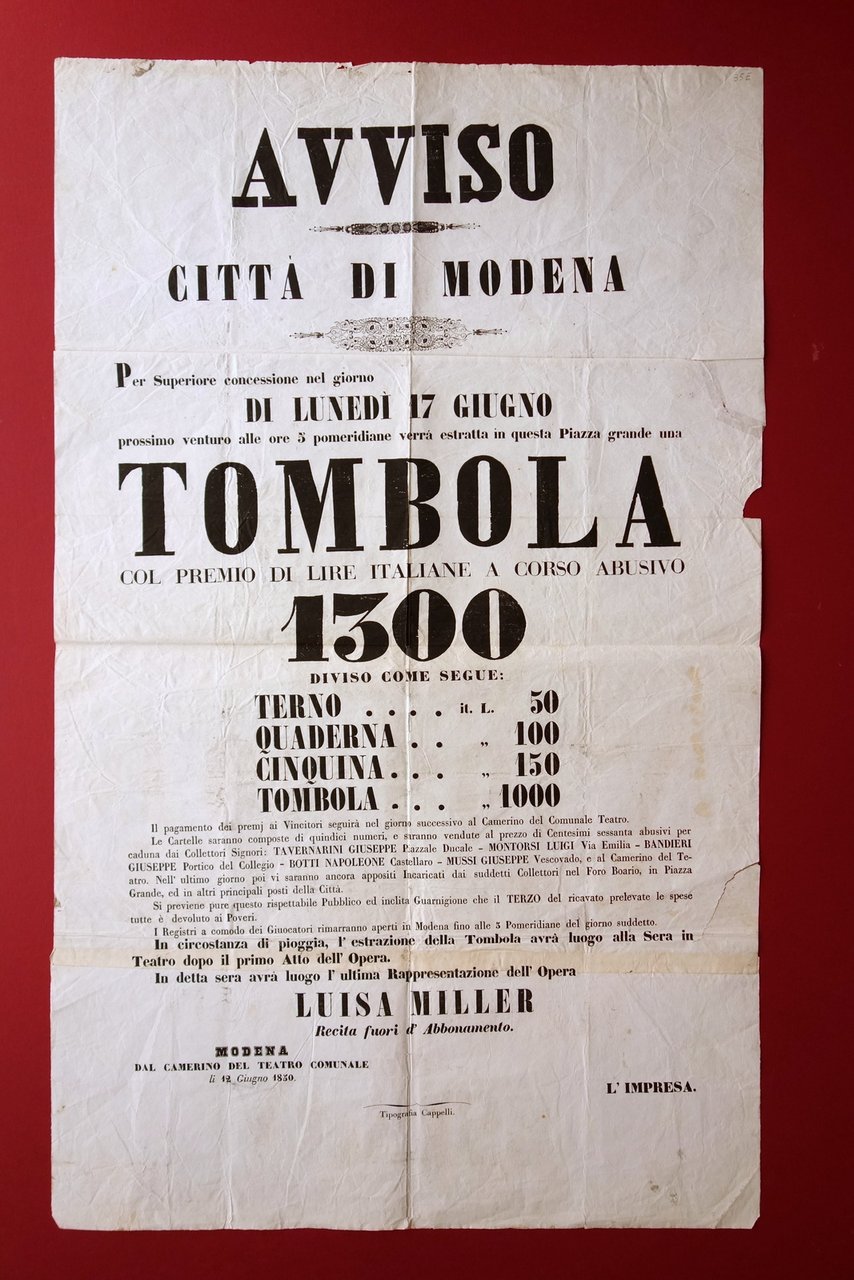 AVVISO
CITTÀ DI MODENA
Per Superiore concessione nel giorno
DI LUNEDÌ 17 GIUGNO
prossimo venturo alle ore 5 pomeridiane verrà estratta in questa Piazza grande una
TOMBOLA
COL PREMIO DI LIRE ITALIANE A CORSO ABUSIVO
1300
DIVISO COME SEGUE:
TERNO . . . . it. L. 50
QUADERNA . . „ 100
CINQUINA . . . „ 150
TOMBOLA . . . „ 1000
Il pagamento dei premj ai Vincitori seguirà nel giorno successivo al Camerino del Comunale Teatro.
Le Cartelle saranno composte di quindici numeri, e saranno vendute al prezzo di Centesimi sessanta abusivi per
caduna dai Collettori Signori: TAVERNARINI GIUSEPPE Piazzale Ducale - MONTORSI LUIGI Via Emilia - BANDIERI
GIUSEPPE Portico del Collegio - BOTTI NAPOLEONE Castellaro - MUSSI GIUSEPPE Vescovado, e al Camerino del Te-
atro. Nell' ultimo giorno poi vi saranno ancora appositi Incaricati dai suddetti Collettori nel Foro Boario, in Piazza
Grande, ed in altri principali posti della Città.
Si previene pure questo rispettabile Pubblico ed inclita Guarnigione che il TERZO del ricavato prelevate le spese
tutte è devoluto ai Poveri.
I Registri a comodo dei Giuocatori rimarranno aperti in Modena fino alle 3 Pomeridiane del giorno suddetto.
In circostanza di pioggia, l' estrazione della Tombola avrà luogo alla Sera in
Teatro dopo il primo Atto dell' Opera.
In detta sera avrà luogo l' ultima Rappresentazione dell' Opera
LUISA MILLER
Recita fuori d' Abbonamento.
MODENA
DAL CAMERINO DEL TEATRO COMUNALE
li 12 Giugno 1850.
L' IMPRESA.
Tipografia Cappelli.